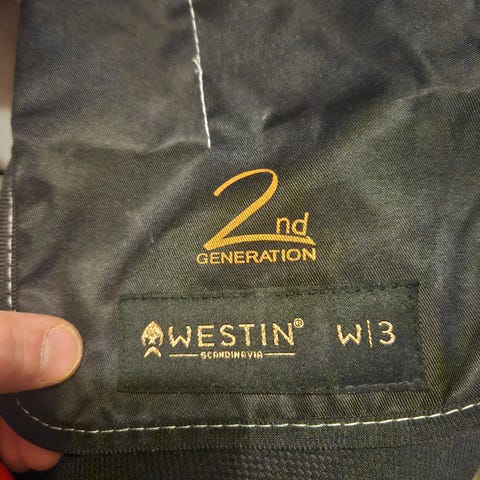 2nd
GENERATION
WESTIN® W|3
SCANDINAVIA